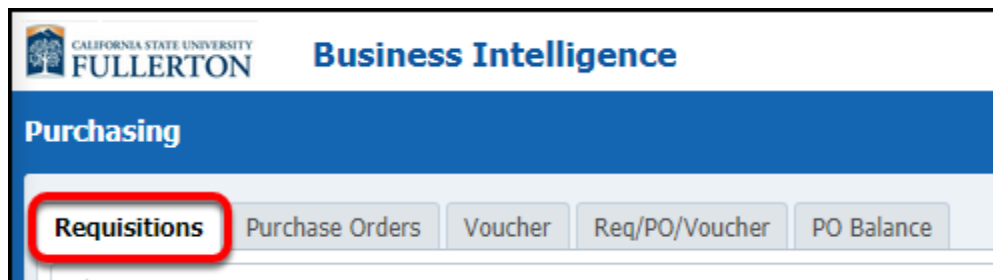 CALIFORNIA STATE UNIVERSITY
FULLERTON
Business Intelligence
Purchasing
Requisitions Purchase Orders Voucher Req/PO/Voucher PO Balance